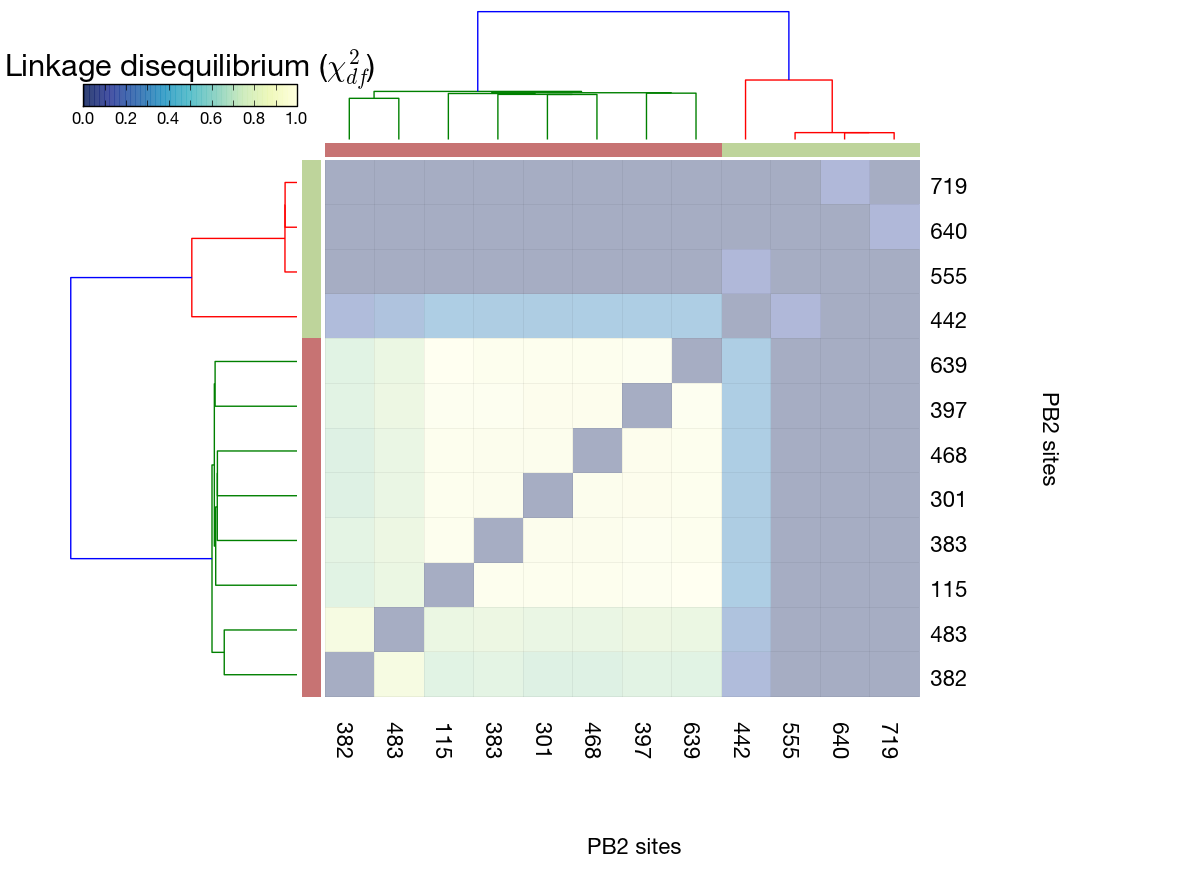 Linkage disequilibrium (χ²df)
0.0 0.2 0.4 0.6 0.8 1.0
719
640
555
442
639
397
468
301
383
115
483
382
PB2 sites
382 483 115 383 301 468 397 639 442 555 640 719
PB2 sites